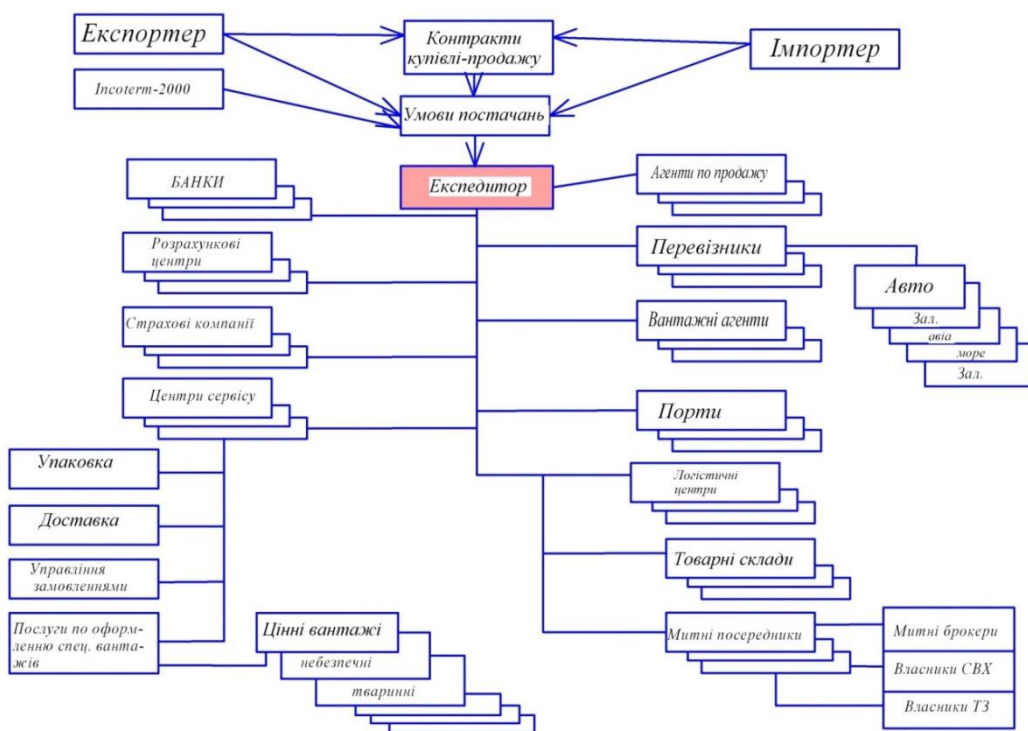 Експортер
Контракти
купівлі-продажу
Імпортер
Incoterm-2000
Умови постачань
Експедитор
Агенти по продажу
БАНКИ
Розрахункові
центри
Перевізники
Авто
Зал.
авіа
море
Зал.
Страхові компанії
Вантажні агенти
Центри сервісу
Порти
Упаковка
Логістичні
центри
Доставка
Товарні склади
Управління
замовленнями
Послуги по оформ-
ленню спец. ванта-
жів
Цінні вантажі
небезпечні
тваринні
Митні посередники
Митні брокери
Власники СВХ
Власники ТЗ